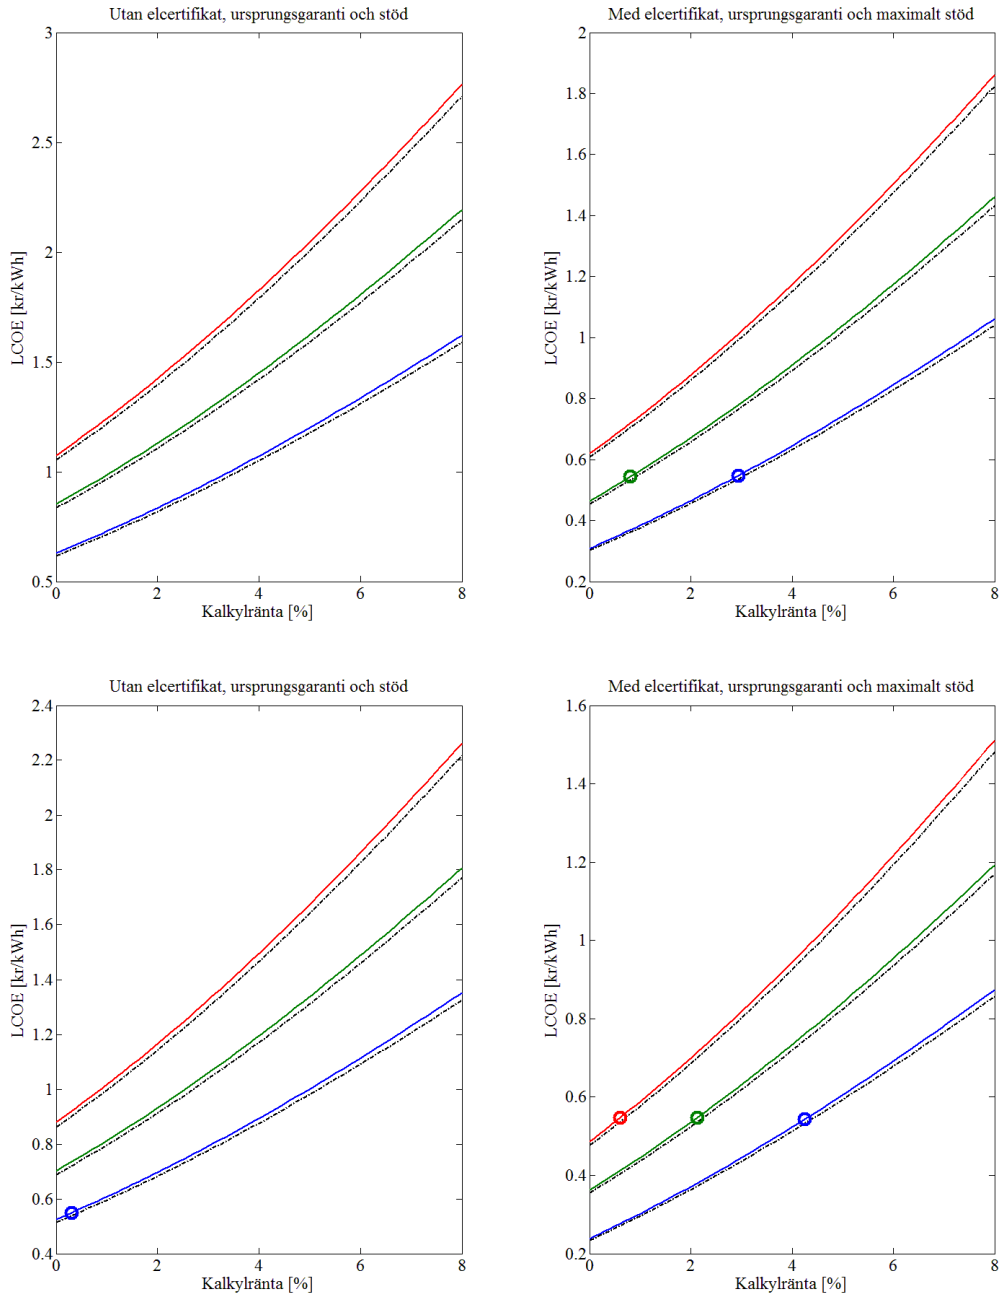 Utan elcertifikat, ursprungsgaranti och stöd
3
2.5
2
1.5
1
0.5
LCOE [kr/kWh]
0 2 4 6 8
Kalkylränta [%]
Med elcertifikat, ursprungsgaranti och maximalt stöd
2
1.8
1.6
1.4
1.2
1
0.8
0.6
0.4
0.2
LCOE [kr/kWh]
0 2 4 6 8
Kalkylränta [%]
Utan elcertifikat, ursprungsgaranti och stöd
2.4
2.2
2
1.8
1.6
1.4
1.2
1
0.8
0.6
0.4
LCOE [kr/kWh]
0 2 4 6 8
Kalkylränta [%]
Med elcertifikat, ursprungsgaranti och maximalt stöd
1.6
1.4
1.2
1
0.8
0.6
0.4
0.2
LCOE [kr/kWh]
0 2 4 6 8
Kalkylränta [%]